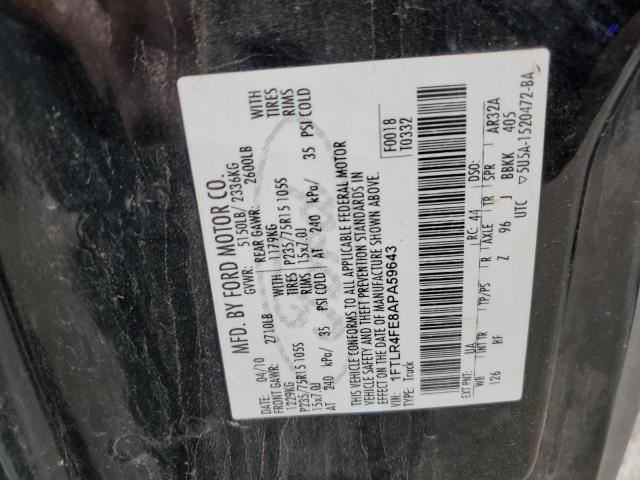 MFD. BY FORD MOTOR CO.
DATE: 04/10 GVWR: 5150LB/ 2336KG
FRONT GAWR: 2710LB REAR GAWR: 2600LB
1229KG 1179KG WITH
P235/75R15 105S P235/75R15 105S TIRES
15x7.0J RIMS 15x7.0J RIMS
AT 240 kPa/ 35 PSI COLD AT 240 kPa/ 35 PSI COLD
THIS VEHICLE CONFORMS TO ALL APPLICABLE FEDERAL MOTOR
VEHICLE SAFETY AND THEFT PREVENTION STANDARDS IN
EFFECT ON THE DATE OF MANUFACTURE SHOWN ABOVE.
VIN: 1FTLR4FE8APA59643 F0018
TYPE: Truck T0332
EXT PNT: UA RC: 44 DSO:
WB INT TR TP/PS R AXLE TR SPR AR32A
126 RF Z 96 J BBKK 405
UTC ▽5U5A-1520472-BA
WITH
TIRES